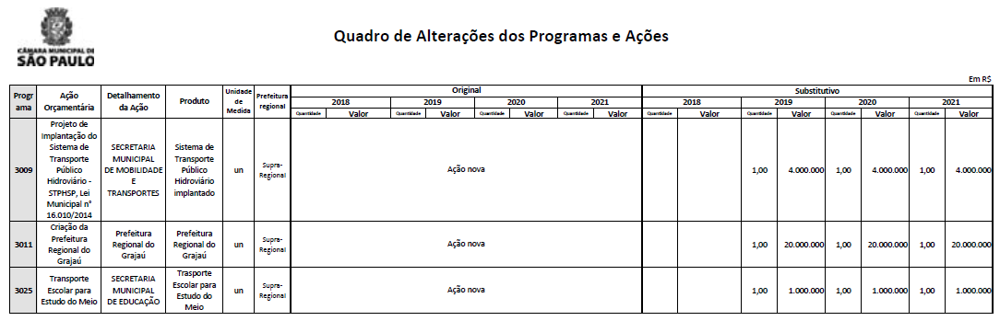 CÂMARA MUNICIPAL DE
SÃO PAULO
Quadro de Alterações dos Programas e Ações
Em R$
Progr
ama
Ação
Orçamentária
Detalhamento
da Ação
Produto
Unidade
de
Medida
Prefeitura
regional
Original
Substitutivo
2018 2019 2020 2021 2018 2019 2020 2021
Quantidade Valor Quantidade Valor Quantidade Valor Quantidade Valor Quantidade Valor Quantidade Valor Quantidade Valor Quantidade Valor
3009
Projeto de
Implantação do
Sistema de
Transporte
Público
Hidroviário -
STPHSP, Lei
Municipal n°
16.010/2014
SECRETARIA
MUNICIPAL
DE MOBILIDADE
E
TRANSPORTES
Sistema de
Transporte
Público
Hidroviário
implantado
un
Supra-
Regional
Ação nova
1,00 4.000.000 1,00 4.000.000 1,00 4.000.000
3011
Criação da
Prefeitura
Regional do
Grajaú
Prefeitura
Regional do
Grajaú
Prefeitura
Regional do
Grajaú
un
Supra-
Regional
Ação nova
1,00 20.000.000 1,00 20.000.000 1,00 20.000.000
3025
Transporte
Escolar para
Estudo do Meio
SECRETARIA
MUNICIPAL
DE EDUCAÇÃO
Trasporte
Escolar para
Estudo do
Meio
un
Supra-
Regional
Ação nova
1,00 1.000.000 1,00 1.000.000 1,00 1.000.000